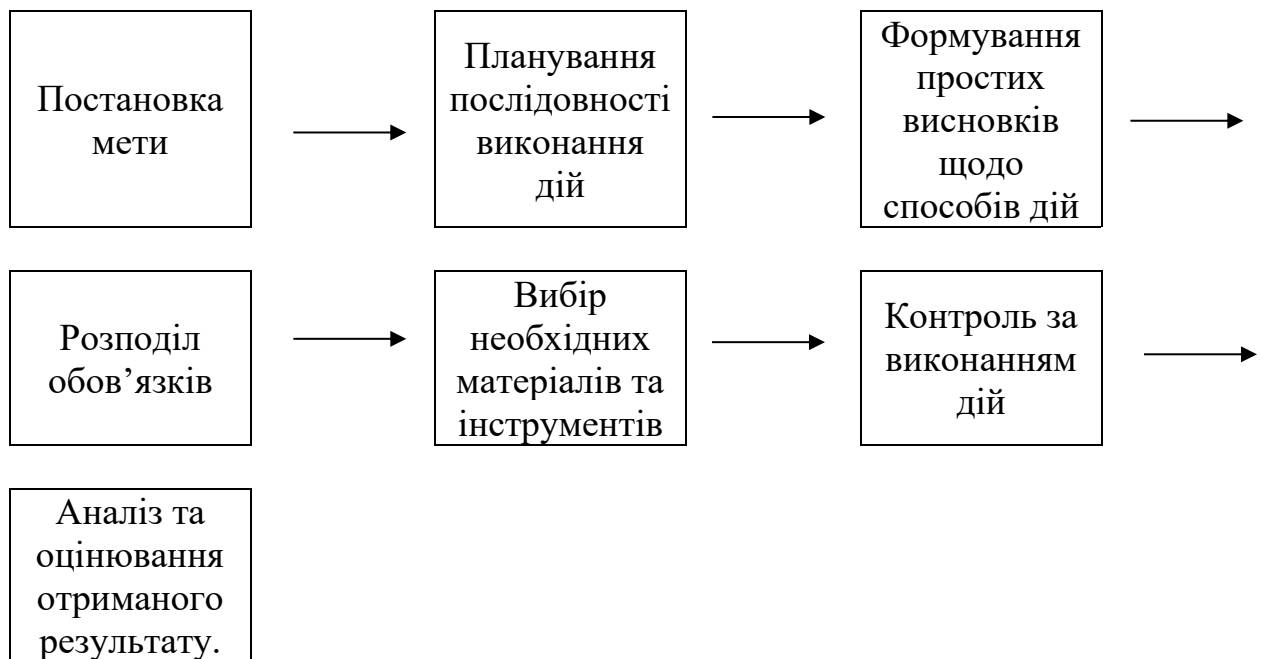 Постановка
мети
Планування
послідовності
виконання
дій
Формування
простих
висновків
щодо
способів дій
Розподіл
обов’язків
Вибір
необхідних
матеріалів та
інструментів
Контроль за
виконанням
дій
Аналіз та
оцінювання
отриманого
результату.